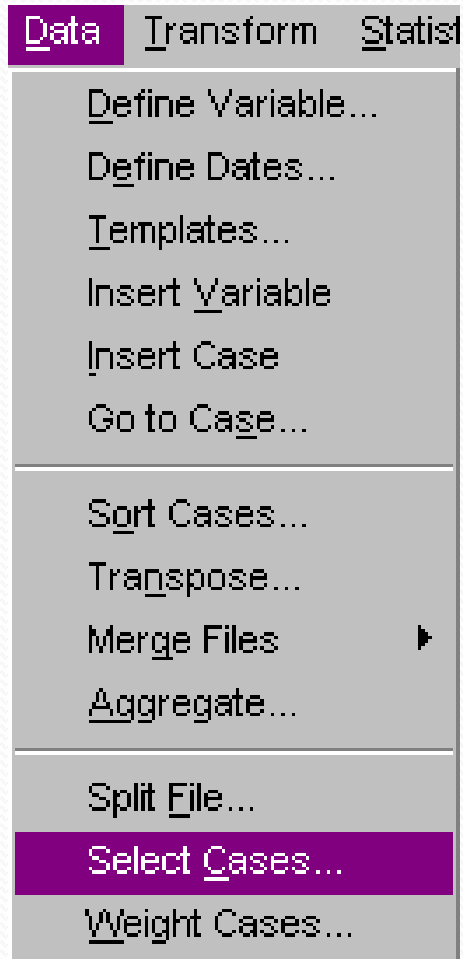 Data Transform Statist
Define Variable...
Define Dates...
Templates...
Insert Variable
Insert Case
Go to Case...
Sort Cases...
Transpose...
Merge Files
Aggregate...
Split File...
Select Cases...
Weight Cases...